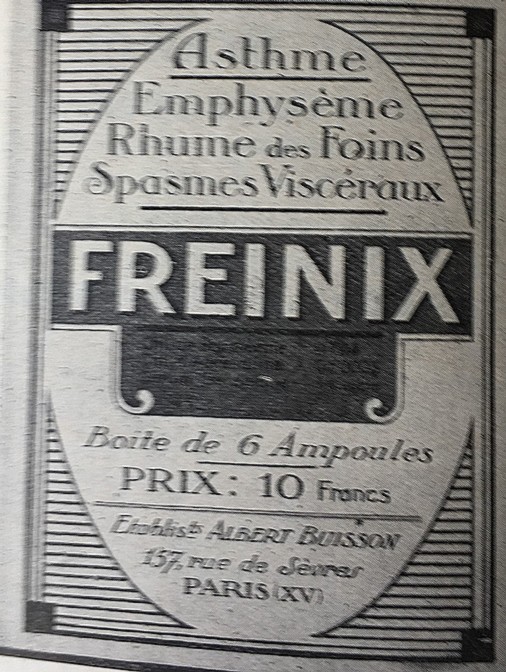 Asthme
Emphysème
Rhume des Foins
Spasmes Viscéraux
FREINIX
Boite de 6 Ampoules
PRIX: 10 Francs
Etablists ALBERT BUISSON
157, rue de Sèvres
PARIS (XV)